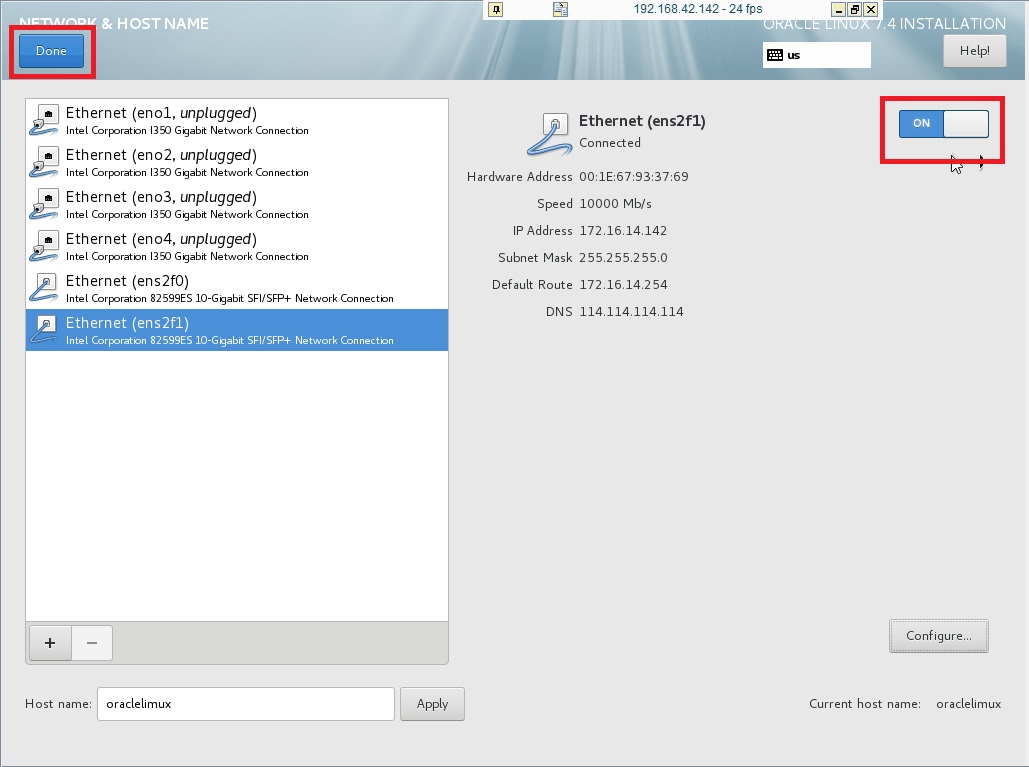 192.168.42.142 - 24 fps
NETWORK & HOST NAME
ORACLE LINUX 7.4 INSTALLATION
Done
us
Help!
Ethernet (eno1, unplugged)
Intel Corporation I350 Gigabit Network Connection
Ethernet (eno2, unplugged)
Intel Corporation I350 Gigabit Network Connection
Ethernet (eno3, unplugged)
Intel Corporation I350 Gigabit Network Connection
Ethernet (eno4, unplugged)
Intel Corporation I350 Gigabit Network Connection
Ethernet (ens2f0)
Intel Corporation 82599ES 10-Gigabit SFI/SFP+ Network Connection
Ethernet (ens2f1)
Intel Corporation 82599ES 10-Gigabit SFI/SFP+ Network Connection
Ethernet (ens2f1)
Connected
ON
Hardware Address 00:1E:67:93:37:69
Speed 10000 Mb/s
IP Address 172.16.14.142
Subnet Mask 255.255.255.0
Default Route 172.16.14.254
DNS 114.114.114.114
+ −
Configure...
Host name: oraclelimux Apply
Current host name: oraclelimux